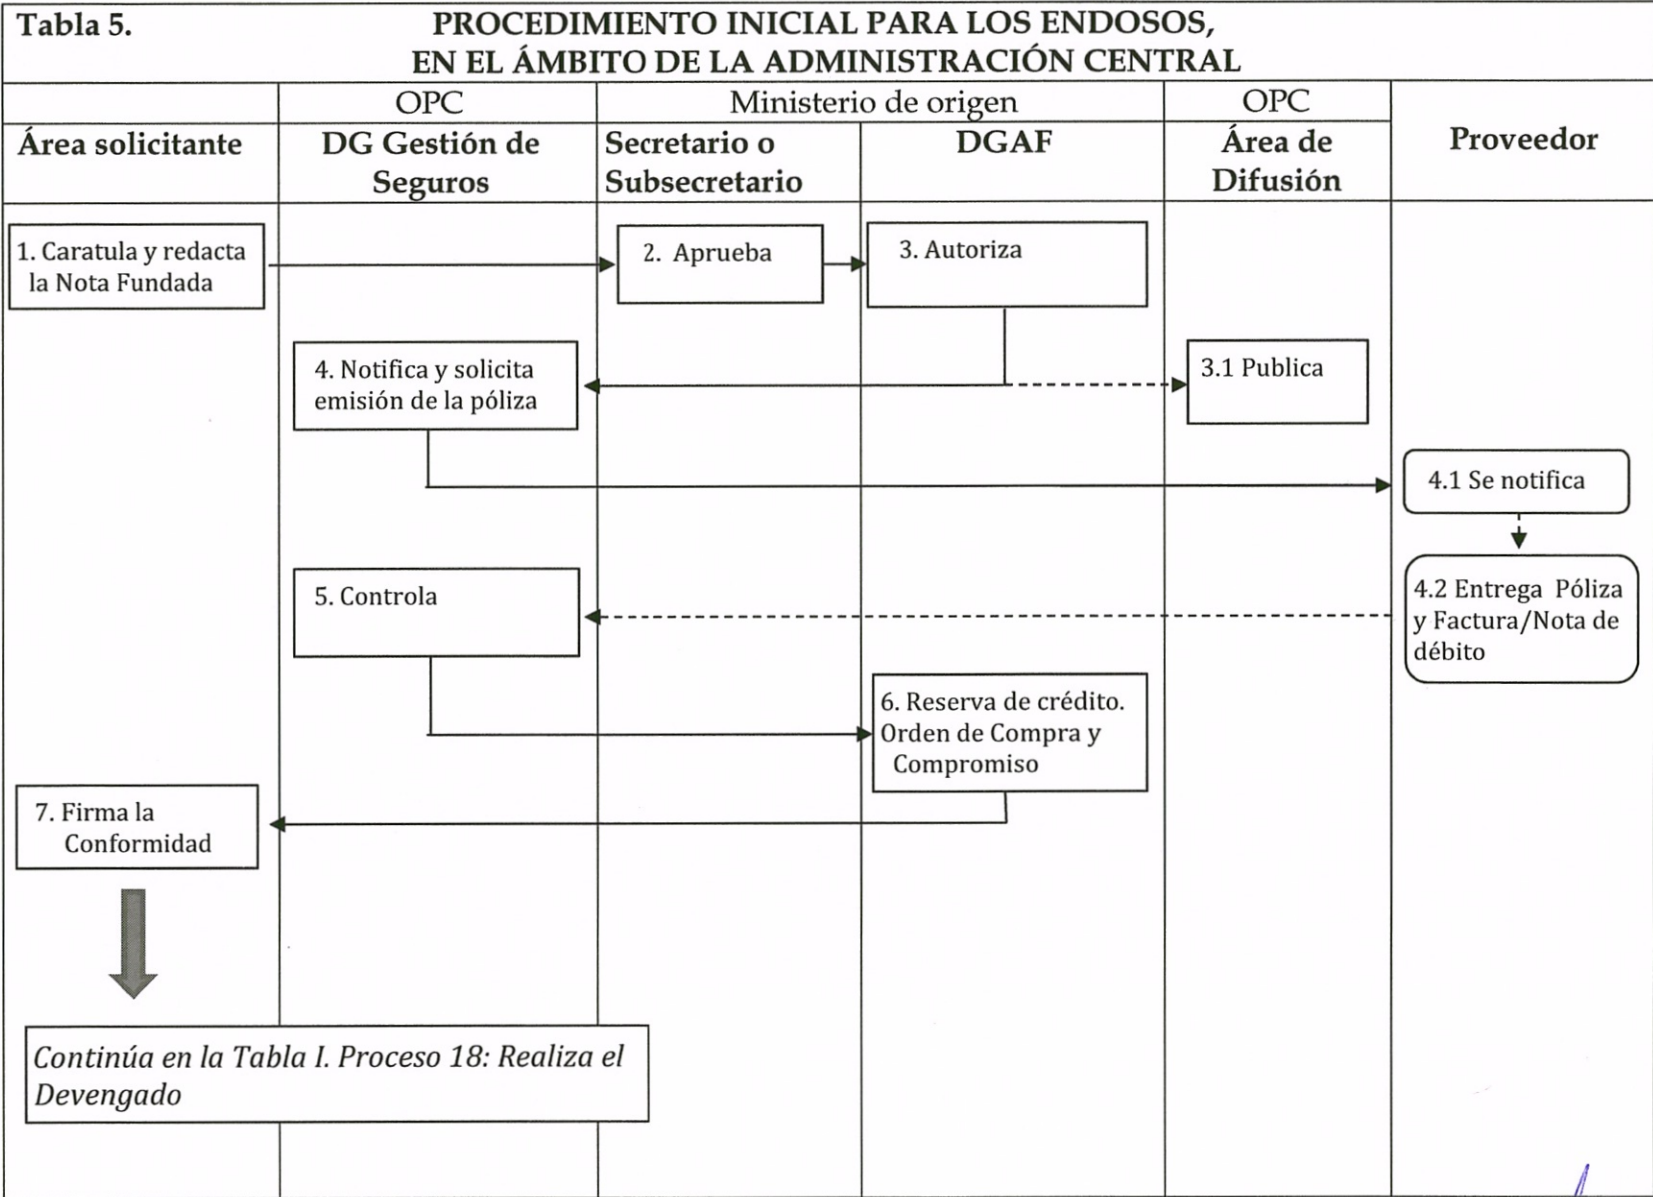 Tabla 5.
PROCEDIMIENTO INICIAL PARA LOS ENDOSOS,
EN EL ÁMBITO DE LA ADMINISTRACIÓN CENTRAL
OPC
Ministerio de origen
OPC
Área solicitante
DG Gestión de
Seguros
Secretario o
Subsecretario
DGAF
Área de
Difusión
Proveedor
1. Caratula y redacta
la Nota Fundada
2. Aprueba
3. Autoriza
4. Notifica y solicita
emisión de la póliza
3.1 Publica
4.1 Se notifica
5. Controla
4.2 Entrega Póliza
y Factura/Nota de
débito
6. Reserva de crédito.
Orden de Compra y
Compromiso
7. Firma la
Conformidad
Continúa en la Tabla I. Proceso 18: Realiza el
Devengado